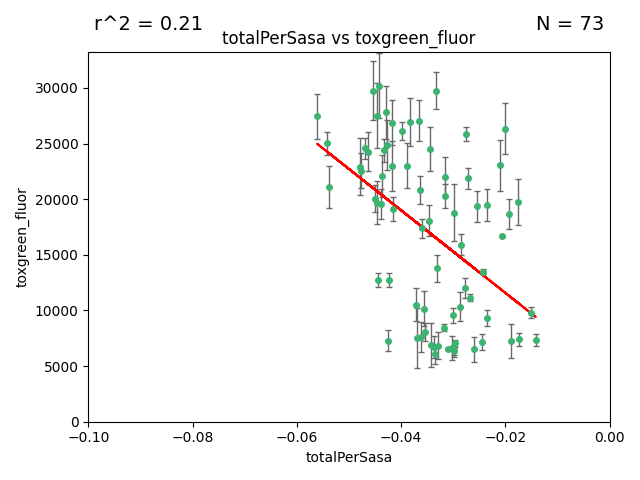 r^2 = 0.21
N = 73
totalPerSasa vs toxgreen_fluor
toxgreen_fluor
30000
25000
20000
15000
10000
5000
0
−0.10
−0.08
−0.06
−0.04
−0.02
0.00
totalPerSasa